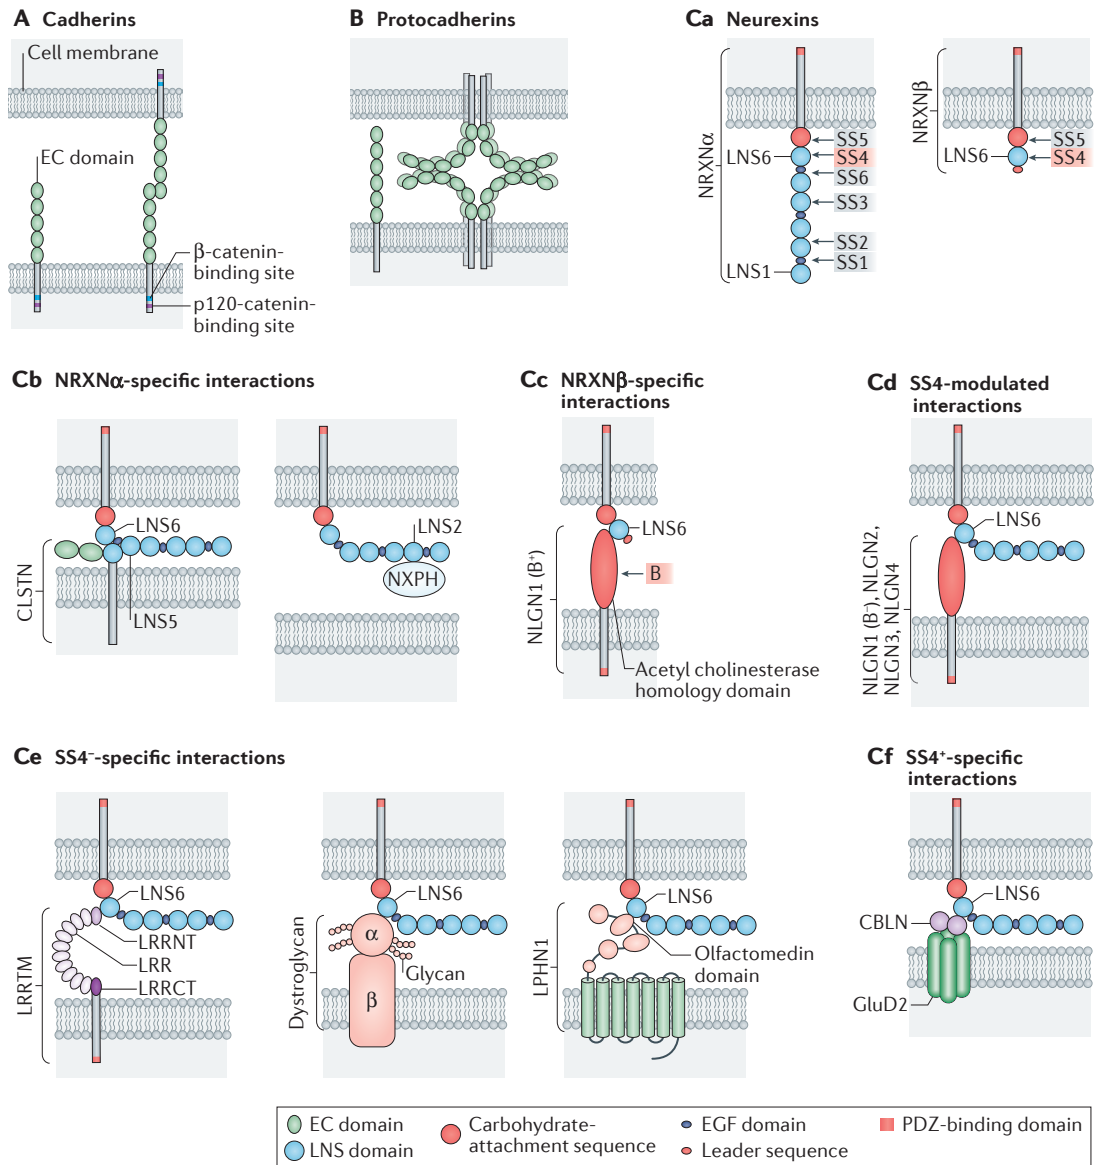 A Cadherins
Cell membrane
EC domain
β-catenin-
binding site
p120-catenin-
binding site
B Protocadherins
Ca Neurexins
NRXNα
LNS6
LNS1
SS5
SS4
SS6
SS3
SS2
SS1
NRXNβ
LNS6
SS5
SS4
Cb NRXNα-specific interactions
CLSTN
LNS6
LNS5
LNS2
NXPH
Cc NRXNβ-specific
interactions
NLGN1 (B⁺)
LNS6
B
Acetyl cholinesterase
homology domain
Cd SS4-modulated
interactions
NLGN1 (B⁻), NLGN2,
NLGN3, NLGN4
LNS6
Ce SS4⁻-specific interactions
LRRTM
LNS6
LRRNT
LRR
LRRCT
Dystroglycan
LNS6
α
Glycan
β
LPHN1
LNS6
Olfactomedin
domain
Cf SS4⁺-specific
interactions
LNS6
CBLN
GluD2
EC domain
LNS domain
Carbohydrate-
attachment sequence
EGF domain
Leader sequence
PDZ-binding domain